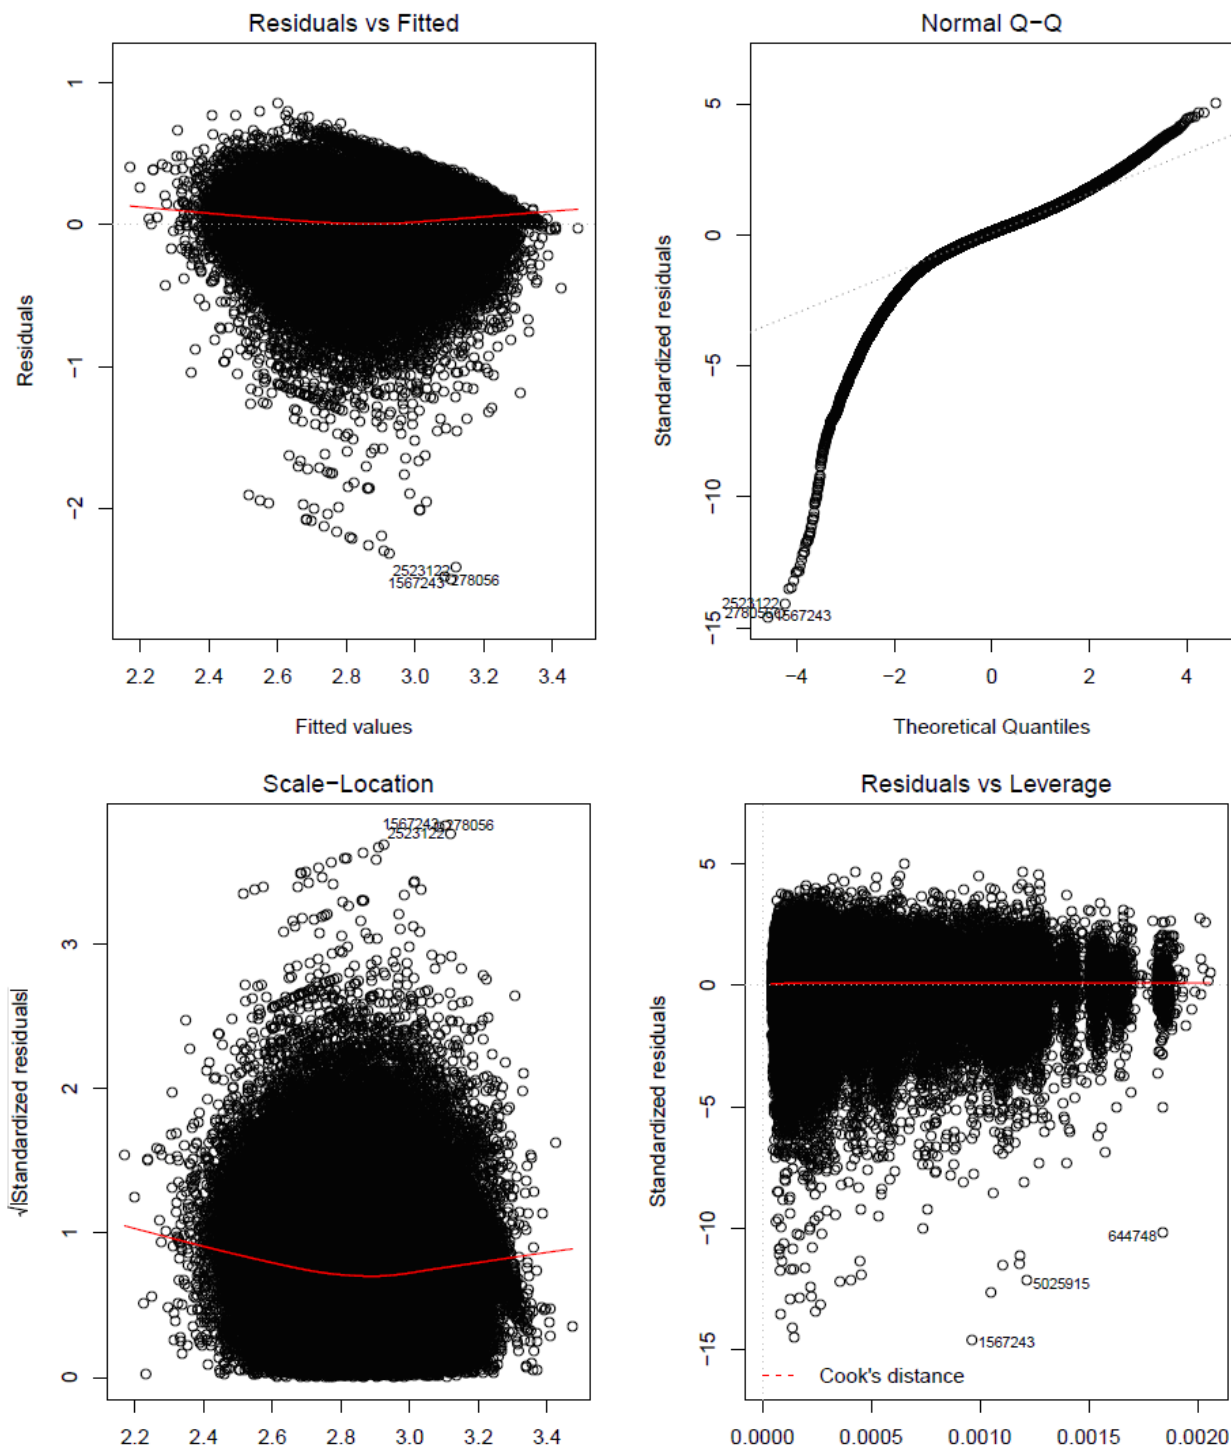 Residuals vs Fitted
Residuals
1
0
−1
−2
2523122
1567243
278056
2.2 2.4 2.6 2.8 3.0 3.2 3.4
Fitted values
Normal Q−Q
Standardized residuals
5
0
−5
−10
−15
2523122
278056
1567243
−4 −2 0 2 4
Theoretical Quantiles
Scale−Location
√|Standardized residuals|
3
2
1
0
1567243
278056
2523122
2.2 2.4 2.6 2.8 3.0 3.2 3.4
Residuals vs Leverage
Standardized residuals
5
0
−5
−10
−15
644748
5025915
1567243
Cook's distance
0.0000 0.0005 0.0010 0.0015 0.0020